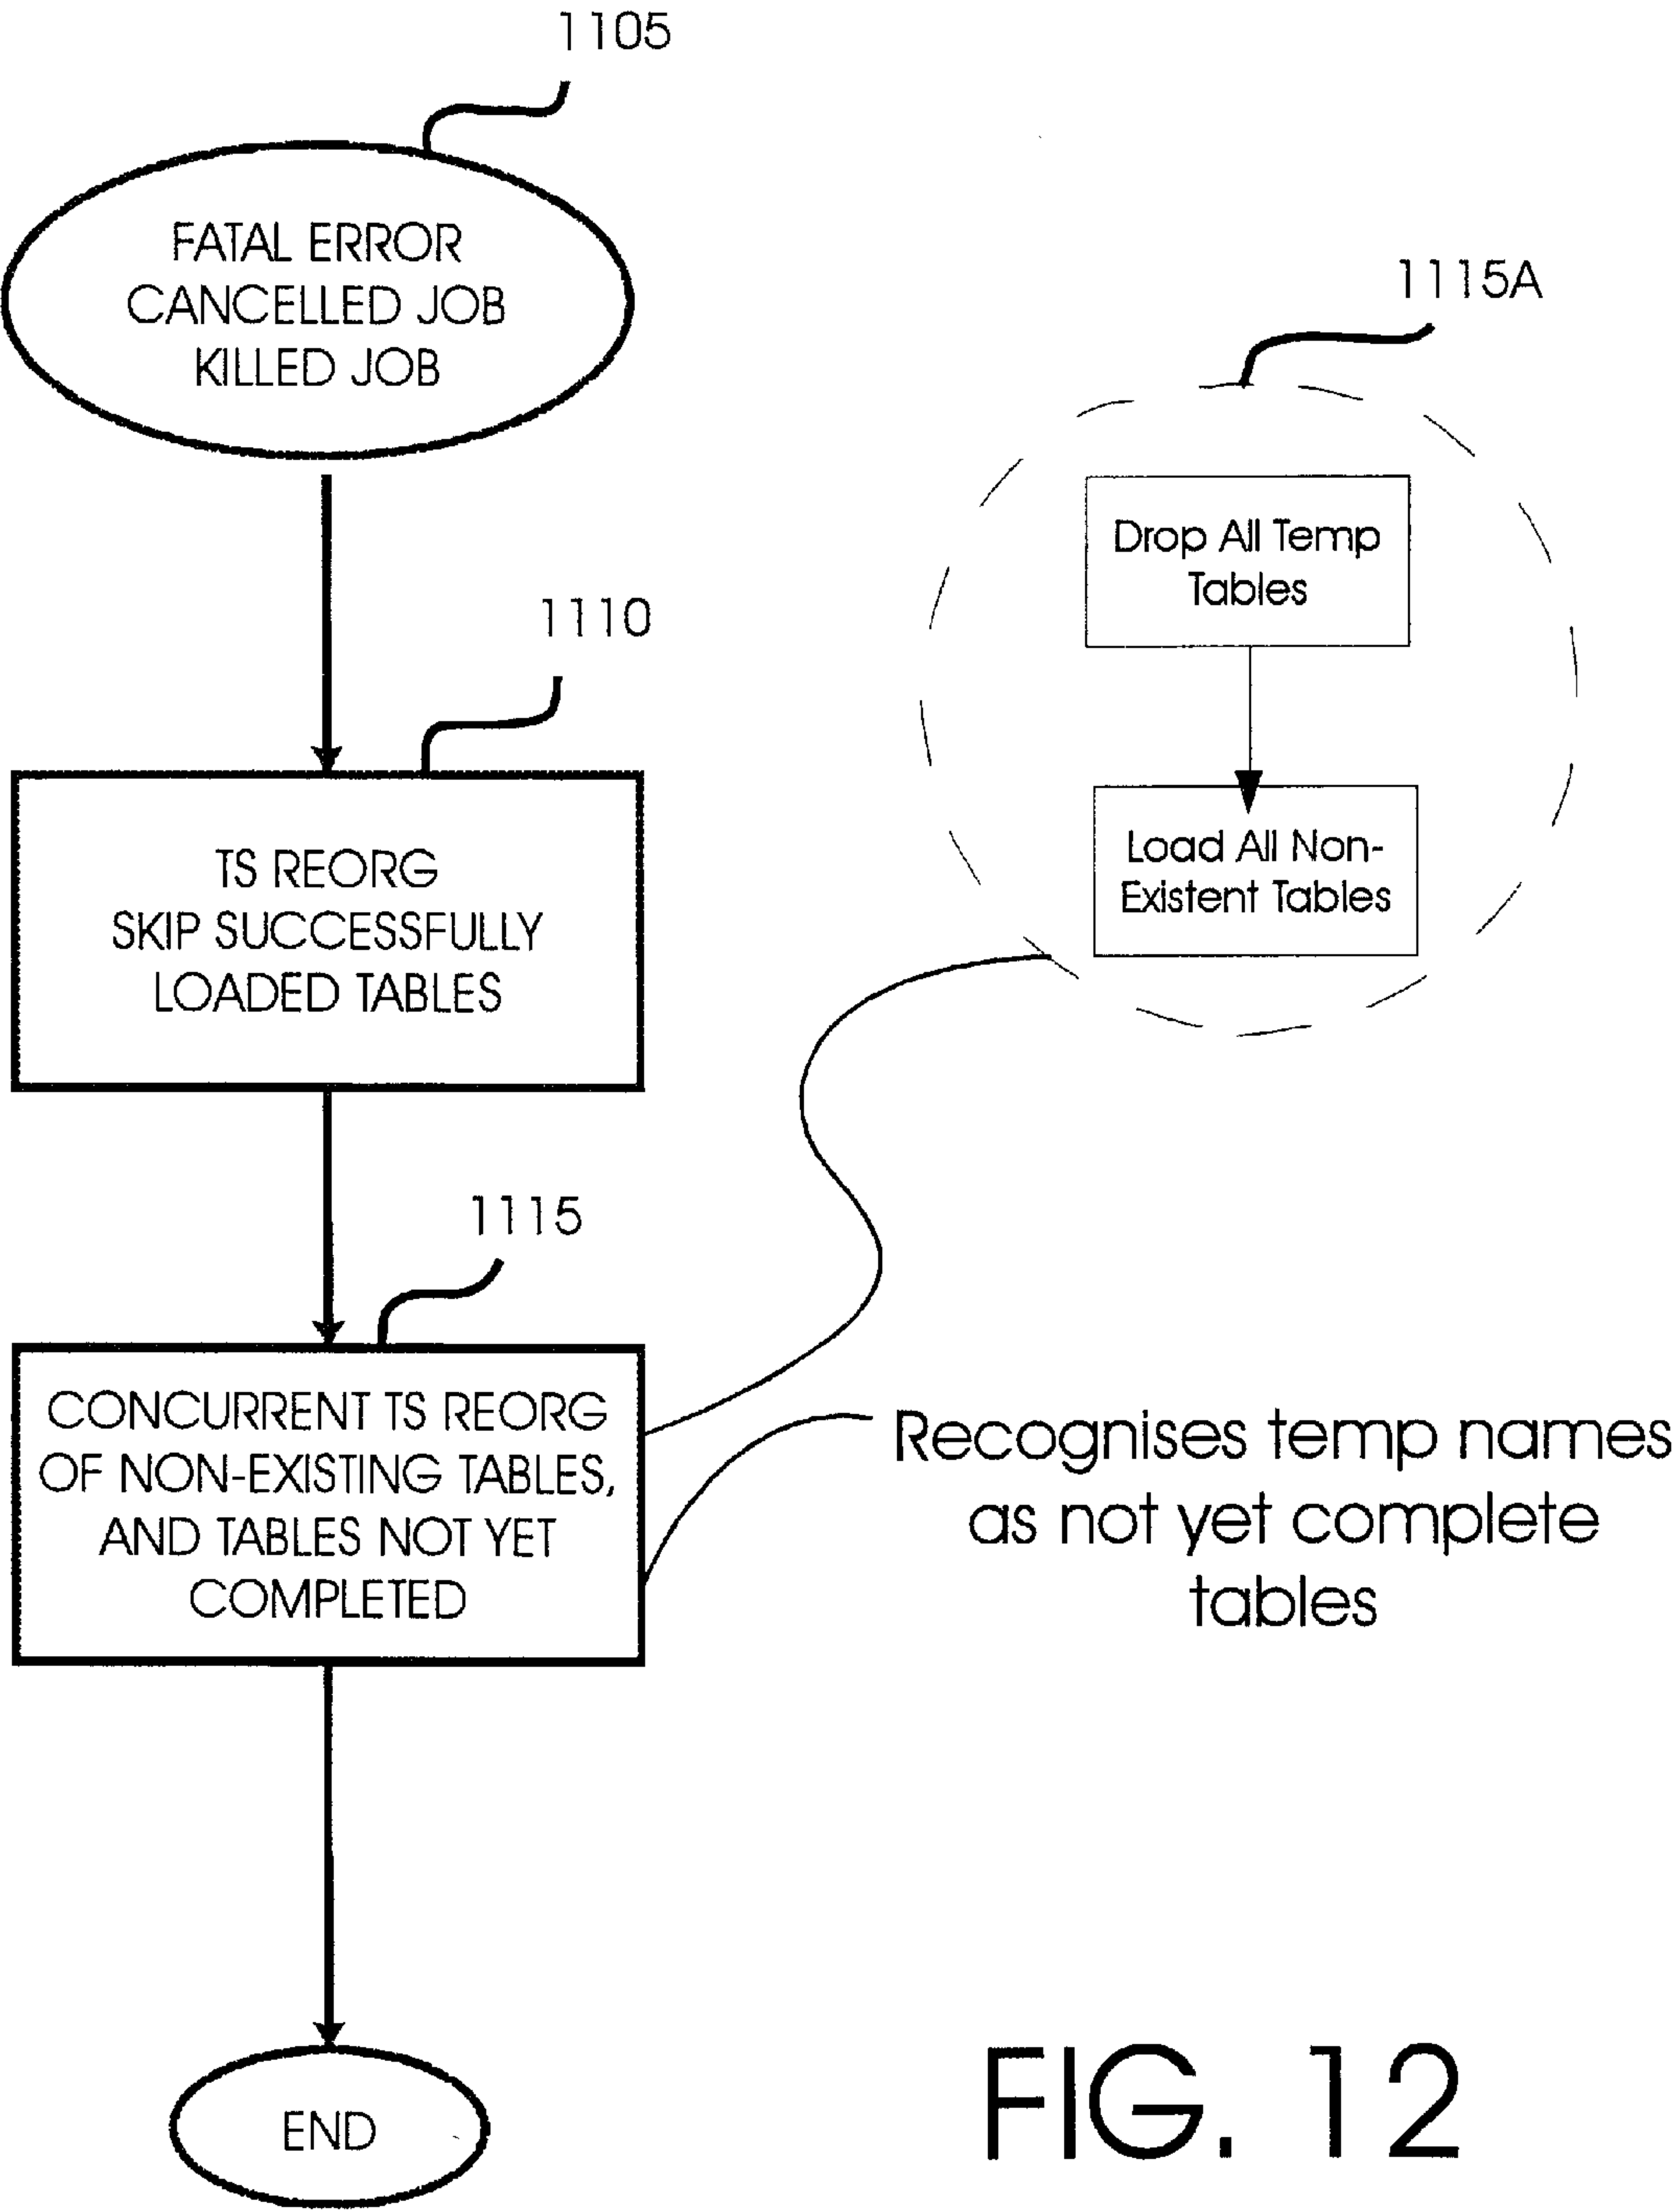 1105
FATAL ERROR
CANCELLED JOB
KILLED JOB
1115A
Drop All Temp
Tables
Load All Non-
Existent Tables
1110
TS REORG
SKIP SUCCESSFULLY
LOADED TABLES
1115
CONCURRENT TS REORG
OF NON-EXISTING TABLES,
AND TABLES NOT YET
COMPLETED
Recognises temp names
as not yet complete
tables
END
FIG. 12